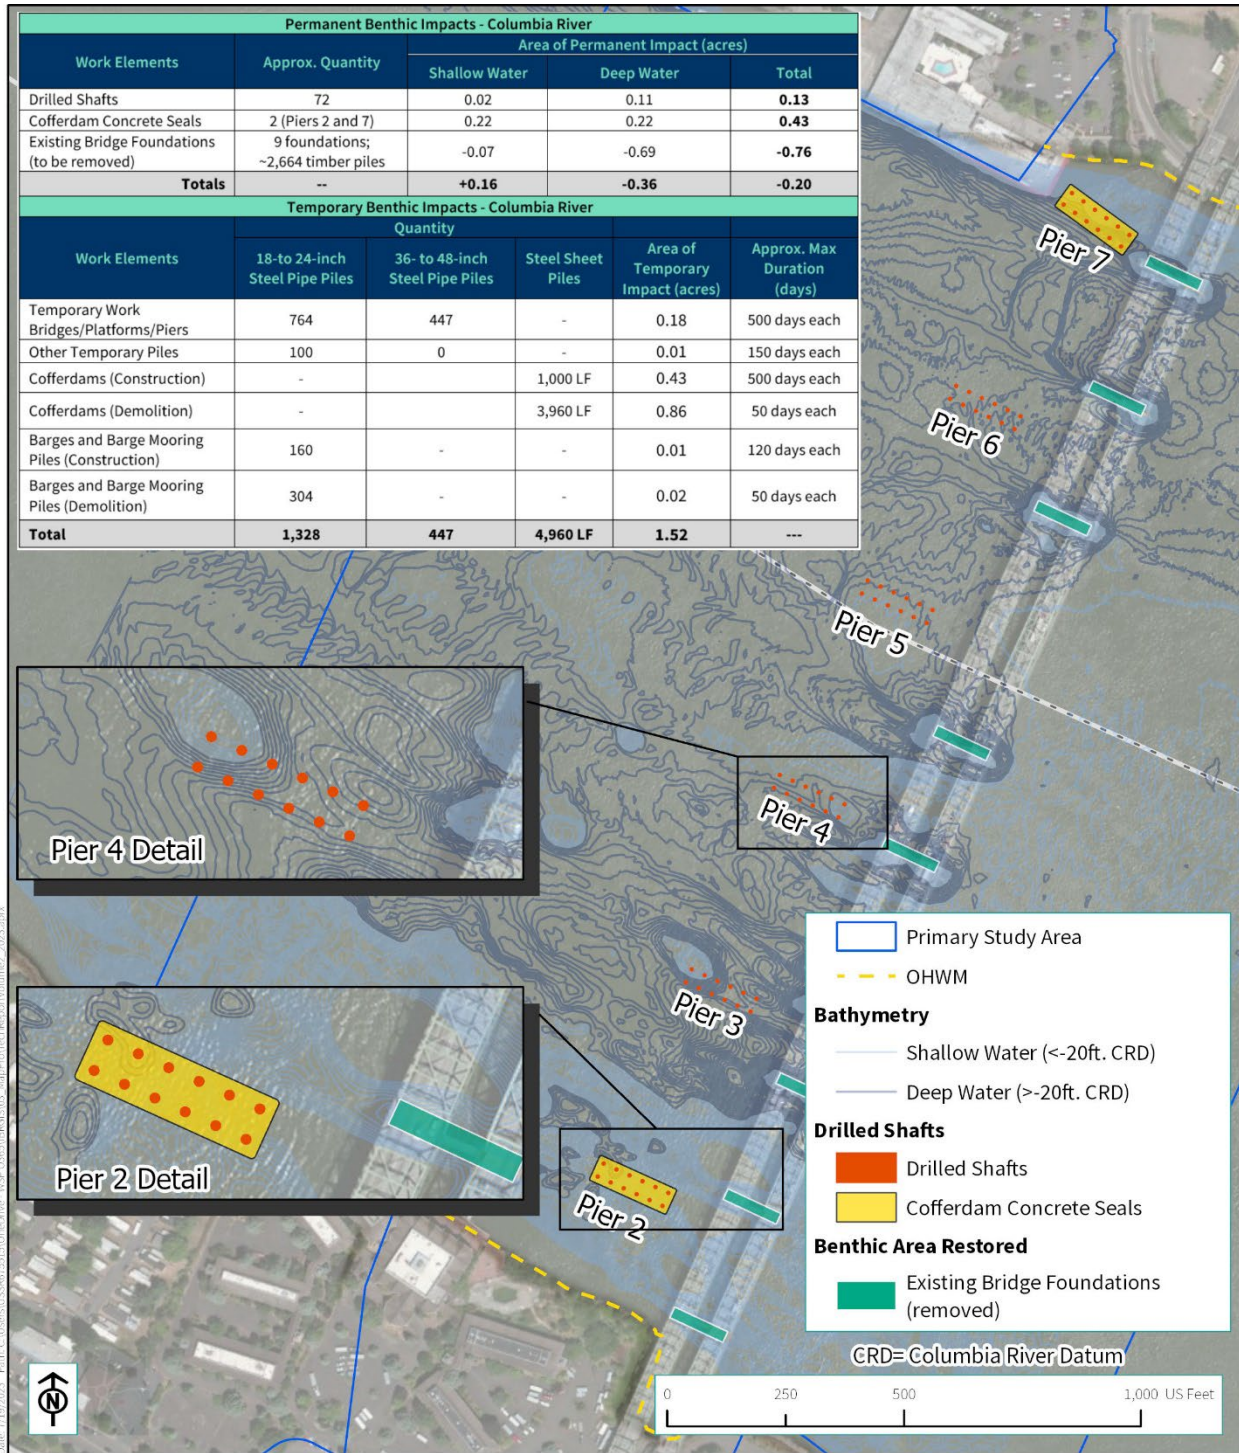 Permanent Benthic Impacts - Columbia River
Work Elements
Approx. Quantity
Area of Permanent Impact (acres)
Shallow Water
Deep Water
Total
Drilled Shafts 72 0.02 0.11 0.13
Cofferdam Concrete Seals 2 (Piers 2 and 7) 0.22 0.22 0.43
Existing Bridge Foundations
(to be removed)
9 foundations;
~2,664 timber piles
-0.07 -0.69 -0.76
Totals -- +0.16 -0.36 -0.20
Temporary Benthic Impacts - Columbia River
Work Elements
Quantity
18-to 24-inch
Steel Pipe Piles
36- to 48-inch
Steel Pipe Piles
Steel Sheet
Piles
Area of
Temporary
Impact (acres)
Approx. Max
Duration
(days)
Temporary Work
Bridges/Platforms/Piers
764 447 - 0.18 500 days each
Other Temporary Piles 100 0 - 0.01 150 days each
Cofferdams (Construction) - 1,000 LF 0.43 500 days each
Cofferdams (Demolition) - 3,960 LF 0.86 50 days each
Barges and Barge Mooring
Piles (Construction)
160 - - 0.01 120 days each
Barges and Barge Mooring
Piles (Demolition)
304 - - 0.02 50 days each
Total 1,328 447 4,960 LF 1.52 ---
Pier 7
Pier 6
Pier 5
Pier 4
Pier 4 Detail
Pier 3
Pier 2 Detail
Pier 2
Primary Study Area
OHWM
Bathymetry
Shallow Water (<-20ft. CRD)
Deep Water (>-20ft. CRD)
Drilled Shafts
Drilled Shafts
Cofferdam Concrete Seals
Benthic Area Restored
Existing Bridge Foundations
(removed)
CRD= Columbia River Datum
0 250 500 1,000 US Feet
N